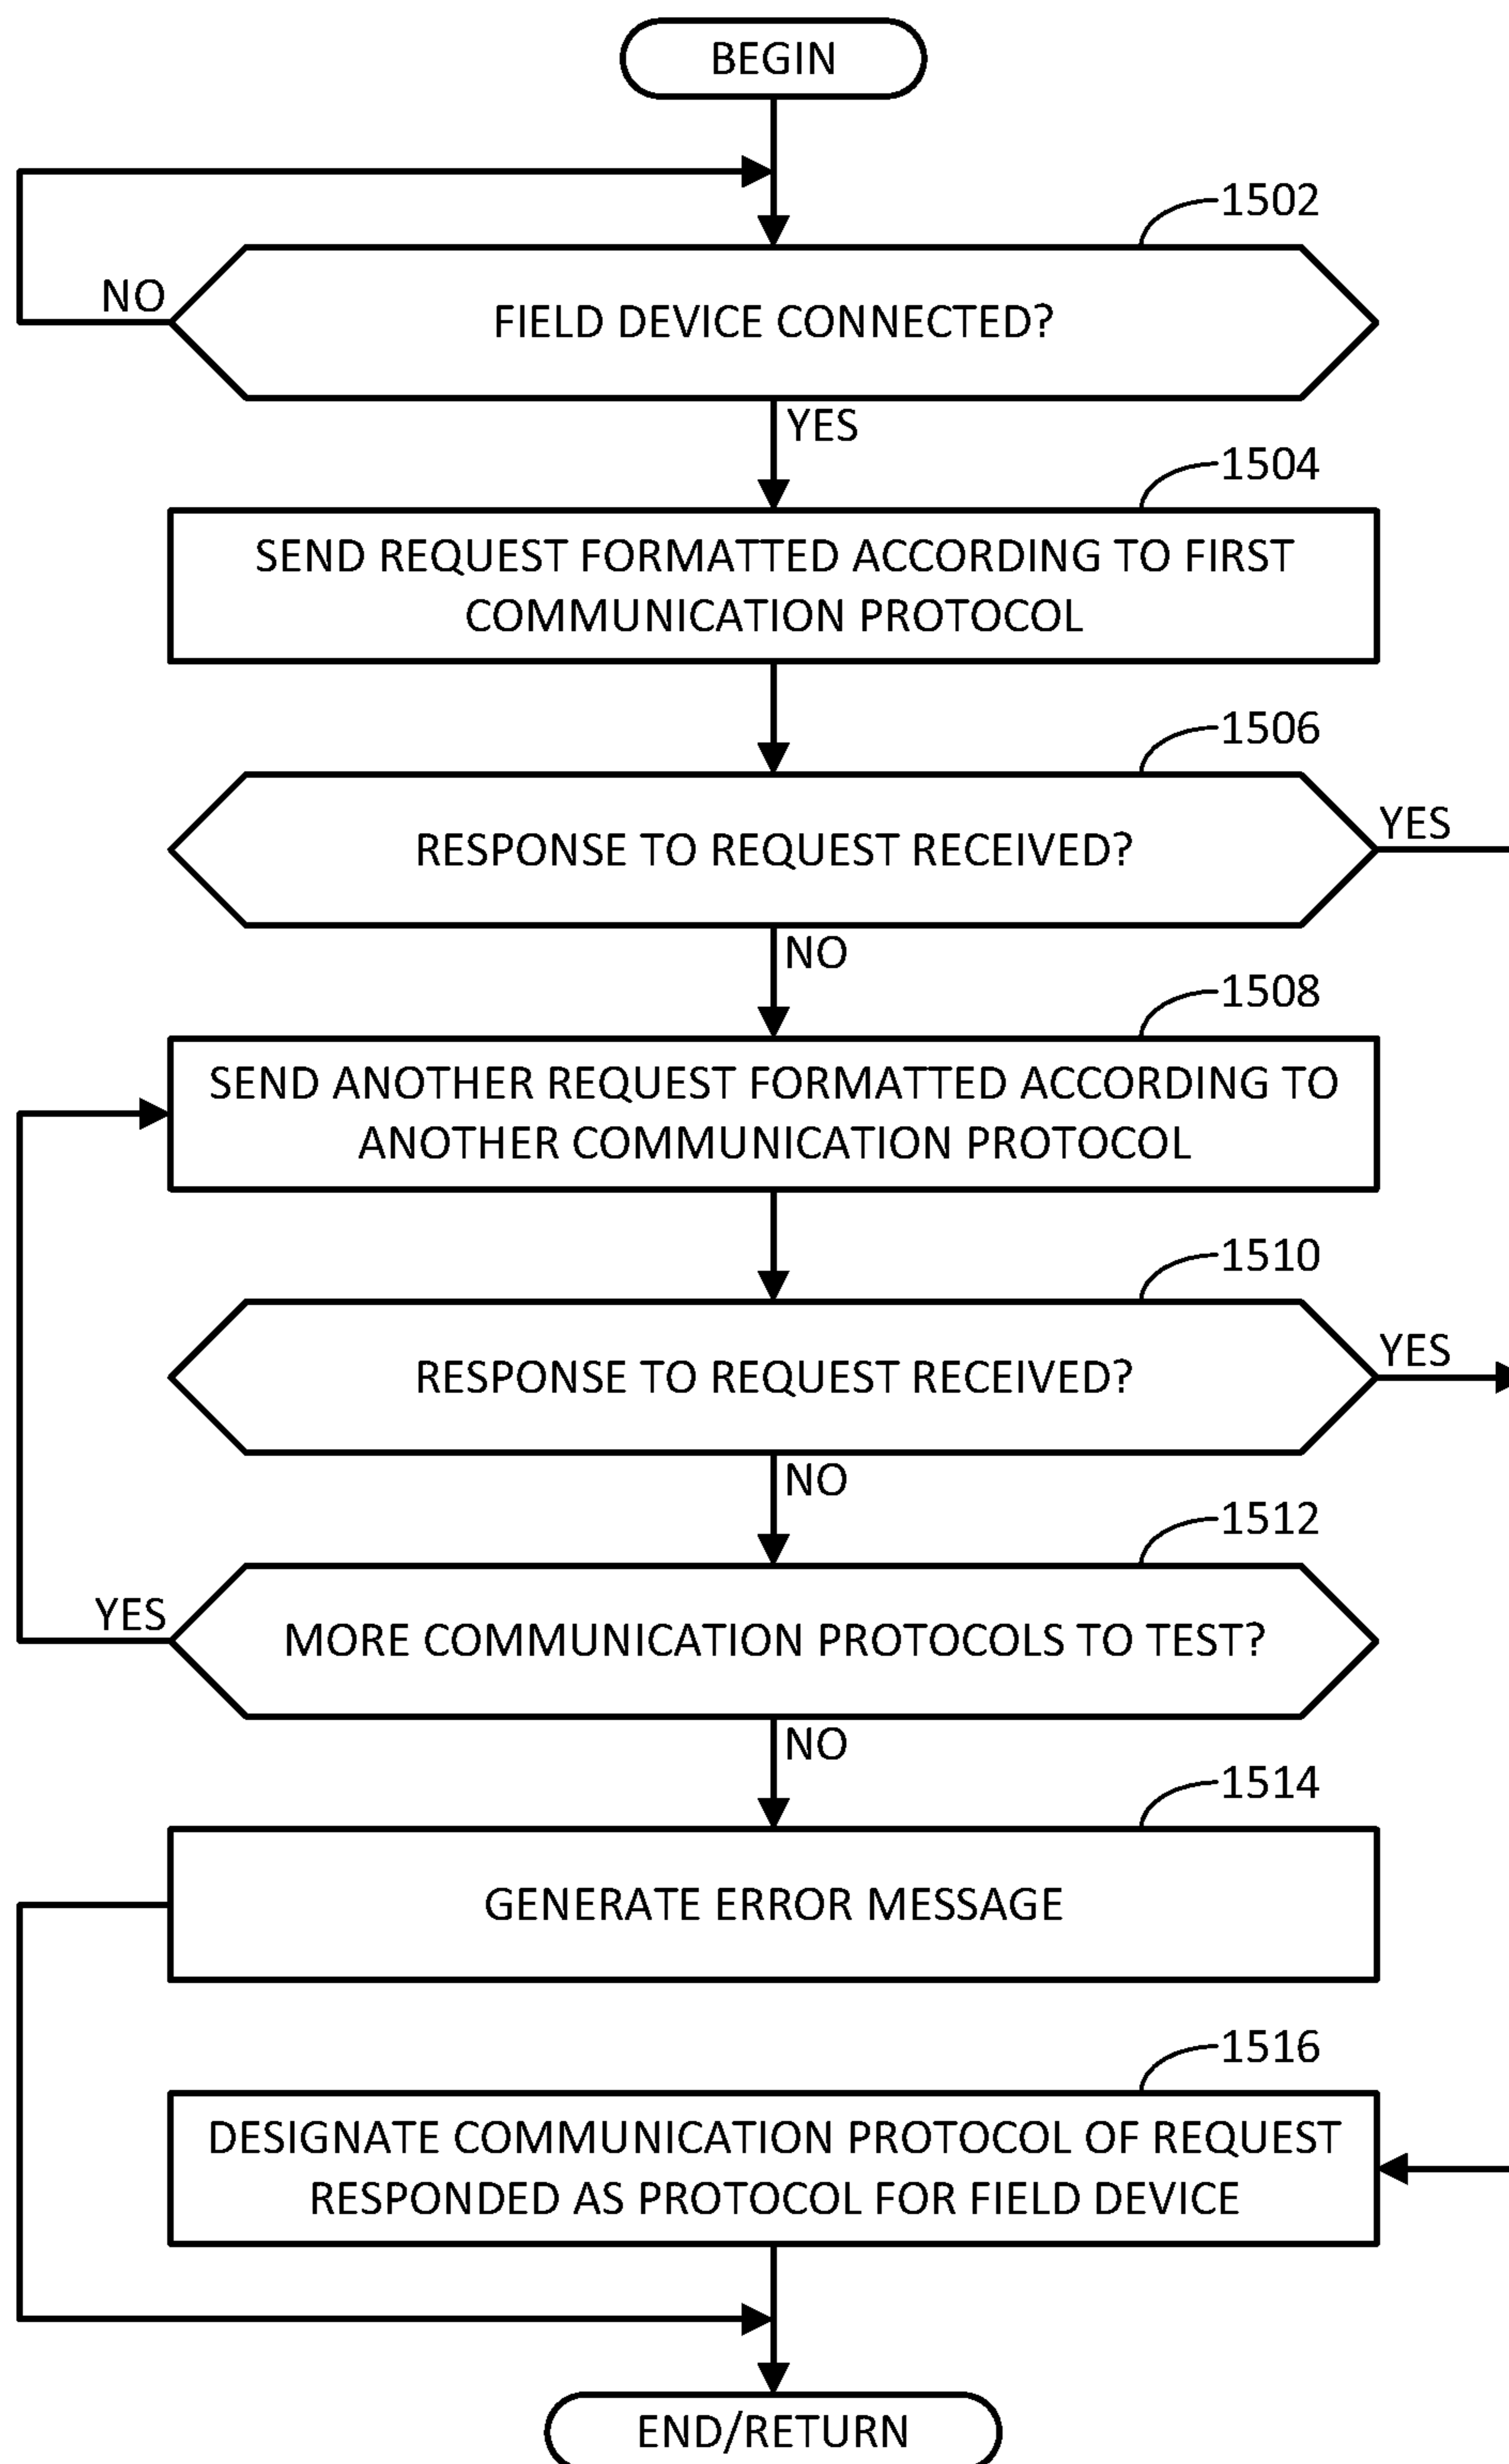 BEGIN
1502
NO
FIELD DEVICE CONNECTED?
YES
1504
SEND REQUEST FORMATTED ACCORDING TO FIRST
COMMUNICATION PROTOCOL
1506
RESPONSE TO REQUEST RECEIVED?
YES
NO
1508
SEND ANOTHER REQUEST FORMATTED ACCORDING TO
ANOTHER COMMUNICATION PROTOCOL
1510
RESPONSE TO REQUEST RECEIVED?
YES
NO
1512
YES
MORE COMMUNICATION PROTOCOLS TO TEST?
NO
1514
GENERATE ERROR MESSAGE
1516
DESIGNATE COMMUNICATION PROTOCOL OF REQUEST
RESPONDED AS PROTOCOL FOR FIELD DEVICE
END/RETURN